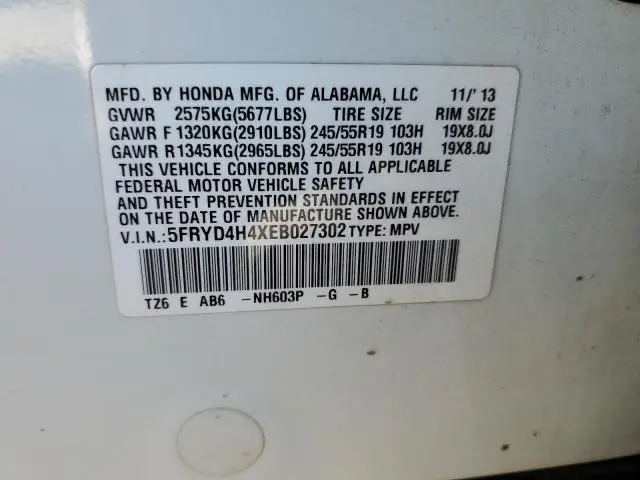 MFD. BY HONDA MFG. OF ALABAMA, LLC 11/'13
GVWR 2575KG(5677LBS) TIRE SIZE RIM SIZE
GAWR F 1320KG(2910LBS) 245/55R19 103H 19X8.0J
GAWR R 1345KG(2965LBS) 245/55R19 103H 19X8.0J
THIS VEHICLE CONFORMS TO ALL APPLICABLE
FEDERAL MOTOR VEHICLE SAFETY
AND THEFT PREVENTION STANDARDS IN EFFECT
ON THE DATE OF MANUFACTURE SHOWN ABOVE.
V.I.N.: 5FRYD4H4XEB027302 TYPE: MPV
TZ6 E AB6 -NH603P -G -B